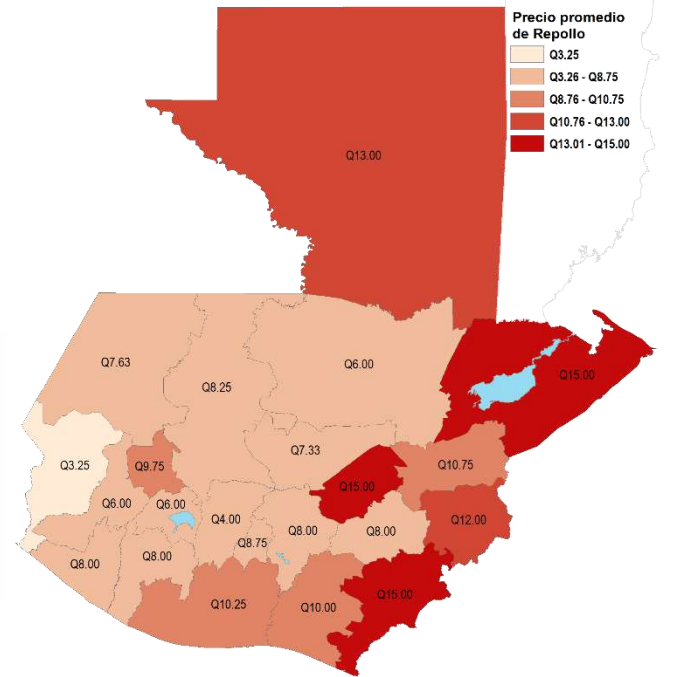 Precio promedio
de Repollo
Q3.25
Q3.26 - Q8.75
Q8.76 - Q10.75
Q10.76 - Q13.00
Q13.01 - Q15.00
Q13.00
Q7.63
Q6.00
Q8.25
Q15.00
Q7.33
Q3.25
Q9.75
Q10.75
Q15.00
Q6.00
Q6.00
Q4.00
Q8.00
Q8.00
Q12.00
Q8.75
Q8.00
Q8.00
Q15.00
Q10.25
Q10.00